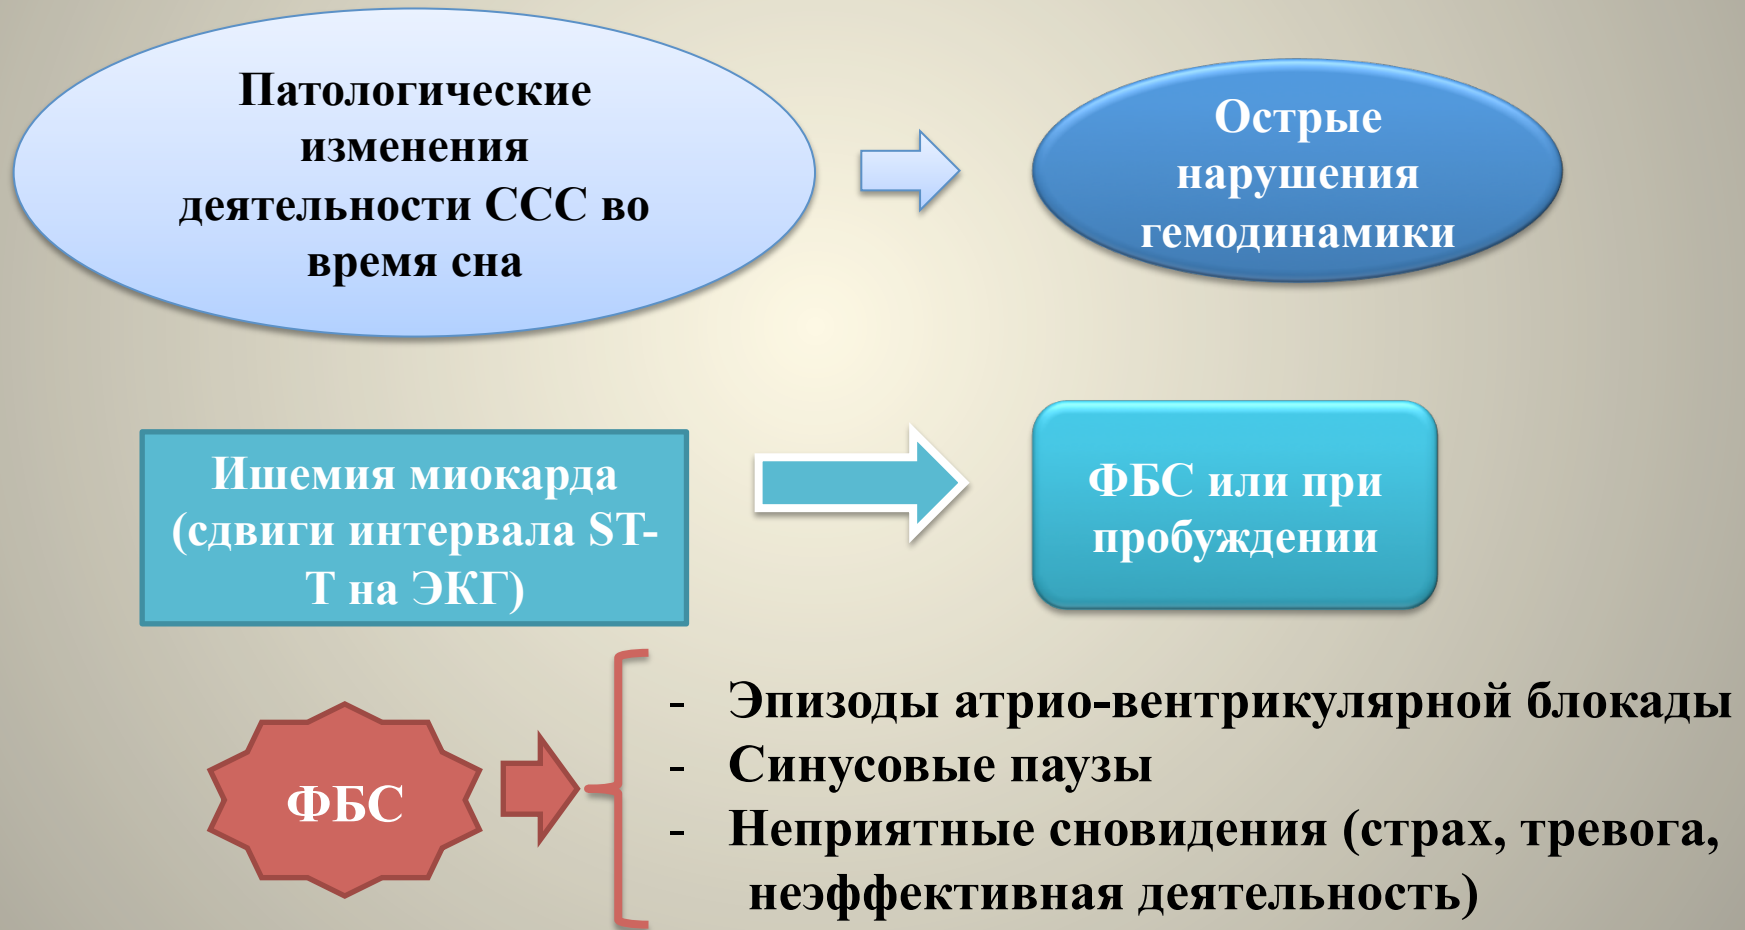 Патологические
изменения
деятельности ССС во
время сна
Острые
нарушения
гемодинамики
Ишемия миокарда
(сдвиги интервала ST-
T на ЭКГ)
ФБС или при
пробуждении
ФБС
- Эпизоды атрио-вентрикулярной блокады
- Синусовые паузы
- Неприятные сновидения (страх, тревога,
неэффективная деятельность)